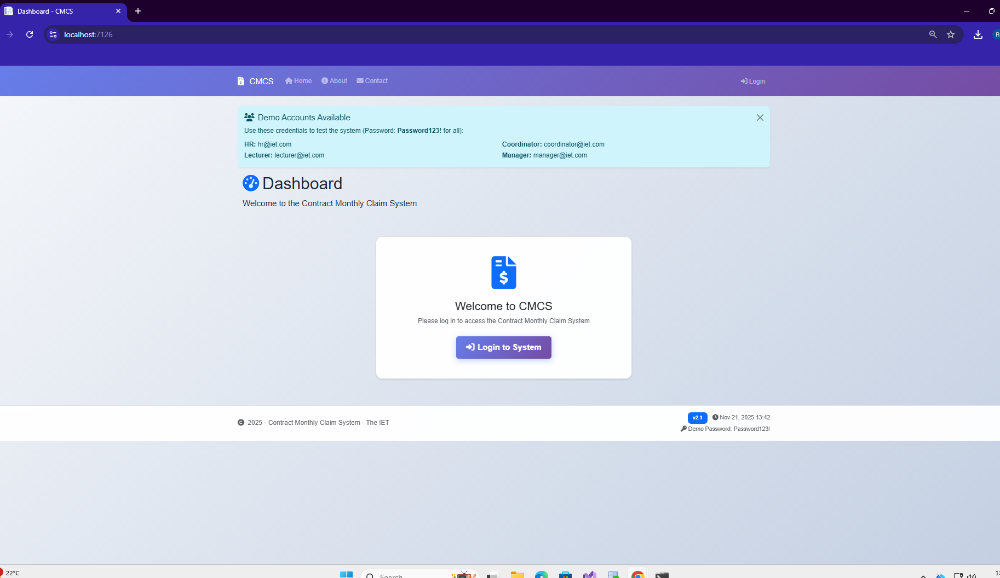 Dashboard - CMCS
localhost:7126
R
CMCS Home About Contact Login
Demo Accounts Available
Use these credentials to test the system (Password: Password123! for all):
HR: hr@iet.com
Coordinator: coordinator@iet.com
Lecturer: lecturer@iet.com
Manager: manager@iet.com
Dashboard
Welcome to the Contract Monthly Claim System
$
Welcome to CMCS
Please log in to access the Contract Monthly Claim System
Login to System
© 2025 - Contract Monthly Claim System - The IET
v2.1 Nov 21, 2025 13:42
Demo Password: Password123!
22°C
Search